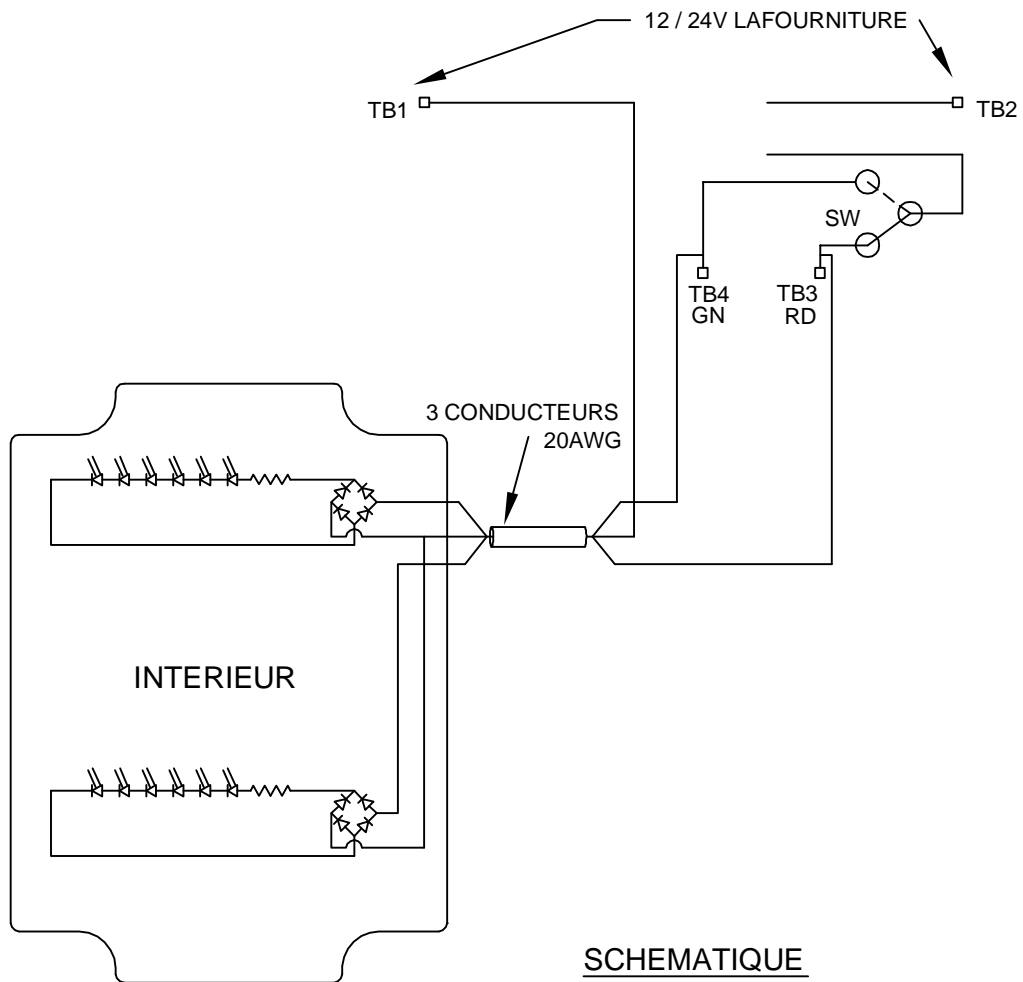 12 / 24V LAFOURNITURE
TB1
TB2
SW
TB4
GN
TB3
RD
3 CONDUCTEURS
20AWG
INTERIEUR
SCHEMATIQUE